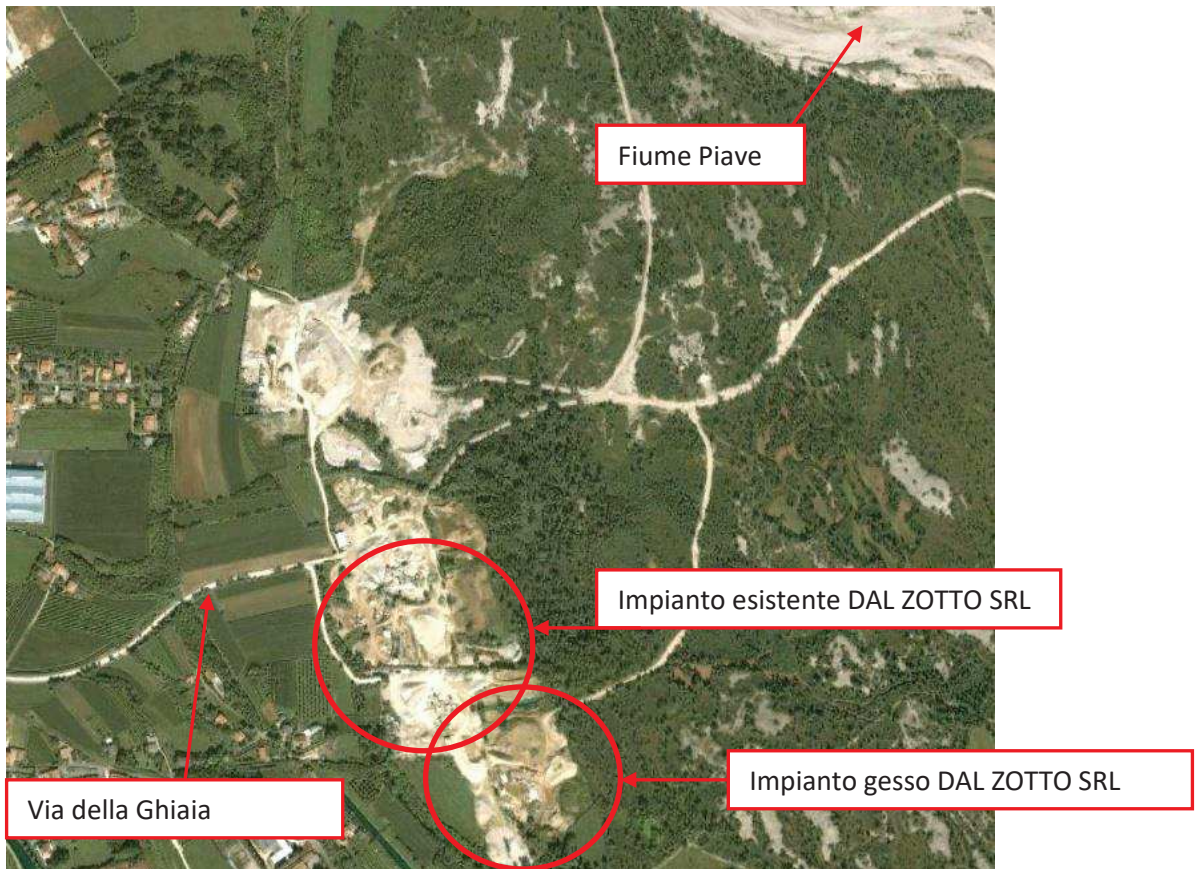 Fiume Piave
Impianto esistente DAL ZOTTO SRL
Impianto gesso DAL ZOTTO SRL
Via della Ghiaia